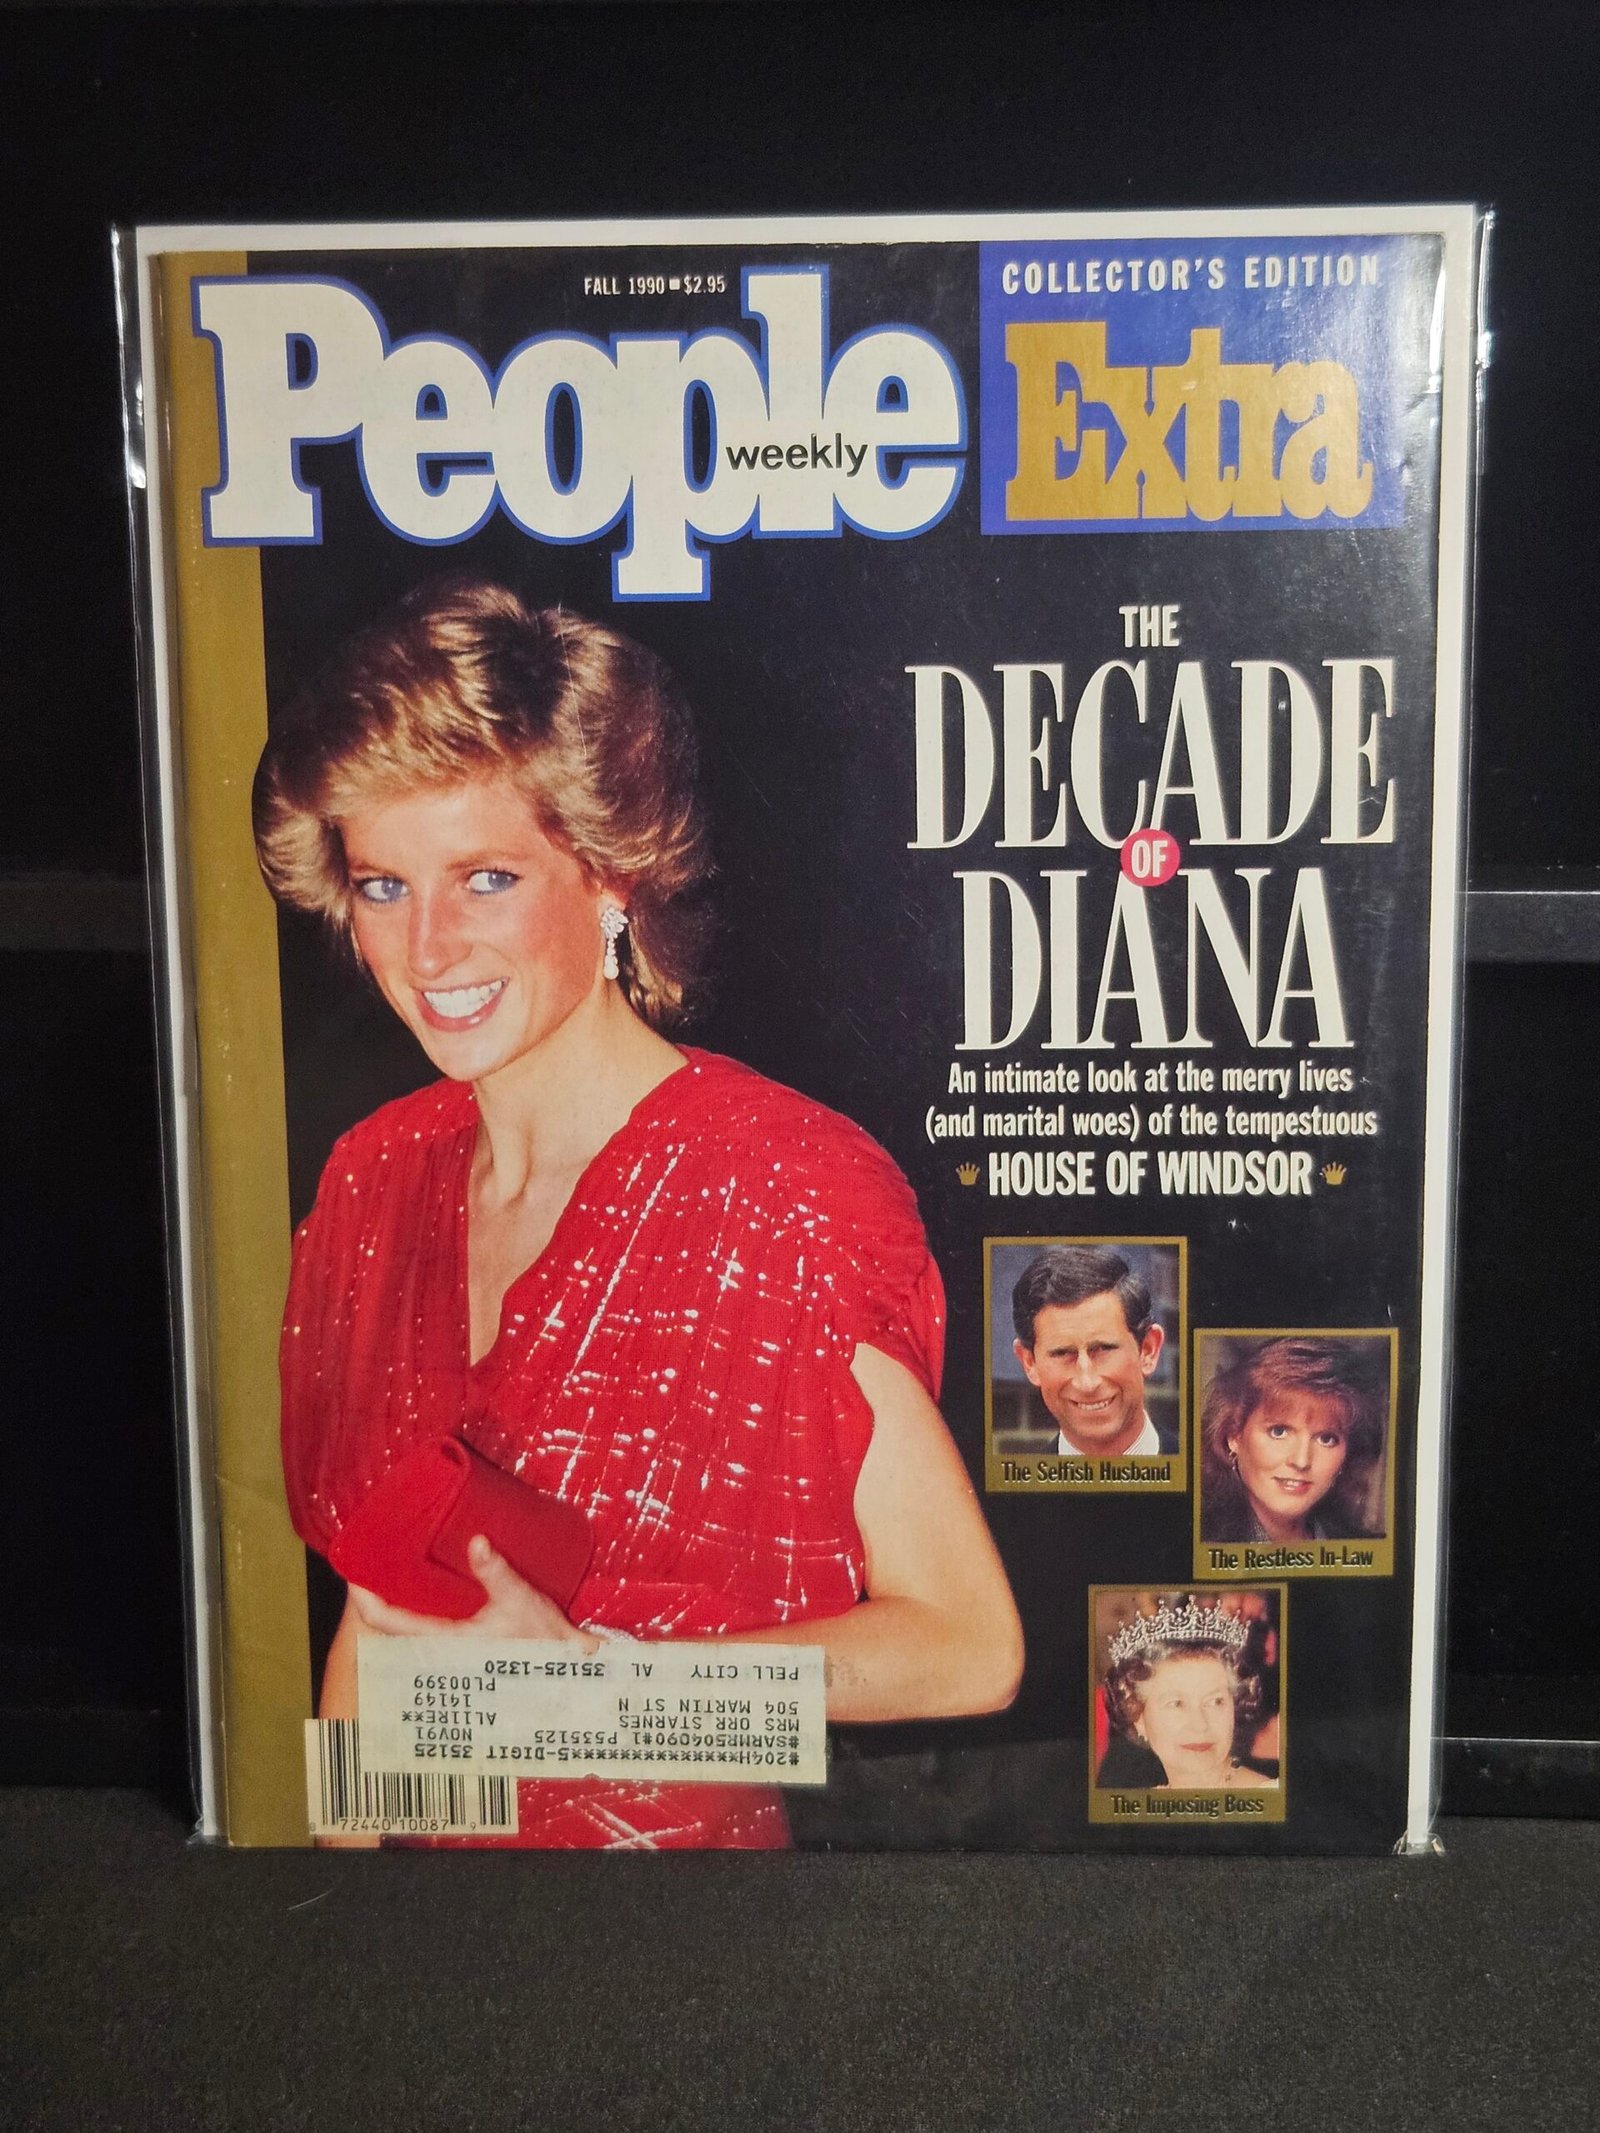 FALL 1990 ■ $2.95
People
weekly
COLLECTOR'S EDITION
Extra
THE
DECADE
OF
DIANA
An intimate look at the merry lives
(and marital woes) of the tempestuous
HOUSE OF WINDSOR
The Selfish Husband
The Restless In-Law
The Imposing Boss
#204H**************5-DIGIT 35125
#SARMR504090#1 P535125 NOV91
MRS ORR STARNES AL11RE**
504 MARTIN ST N 14149
PL00399
PELL CITY AL 35125-1320
72440 10087 9